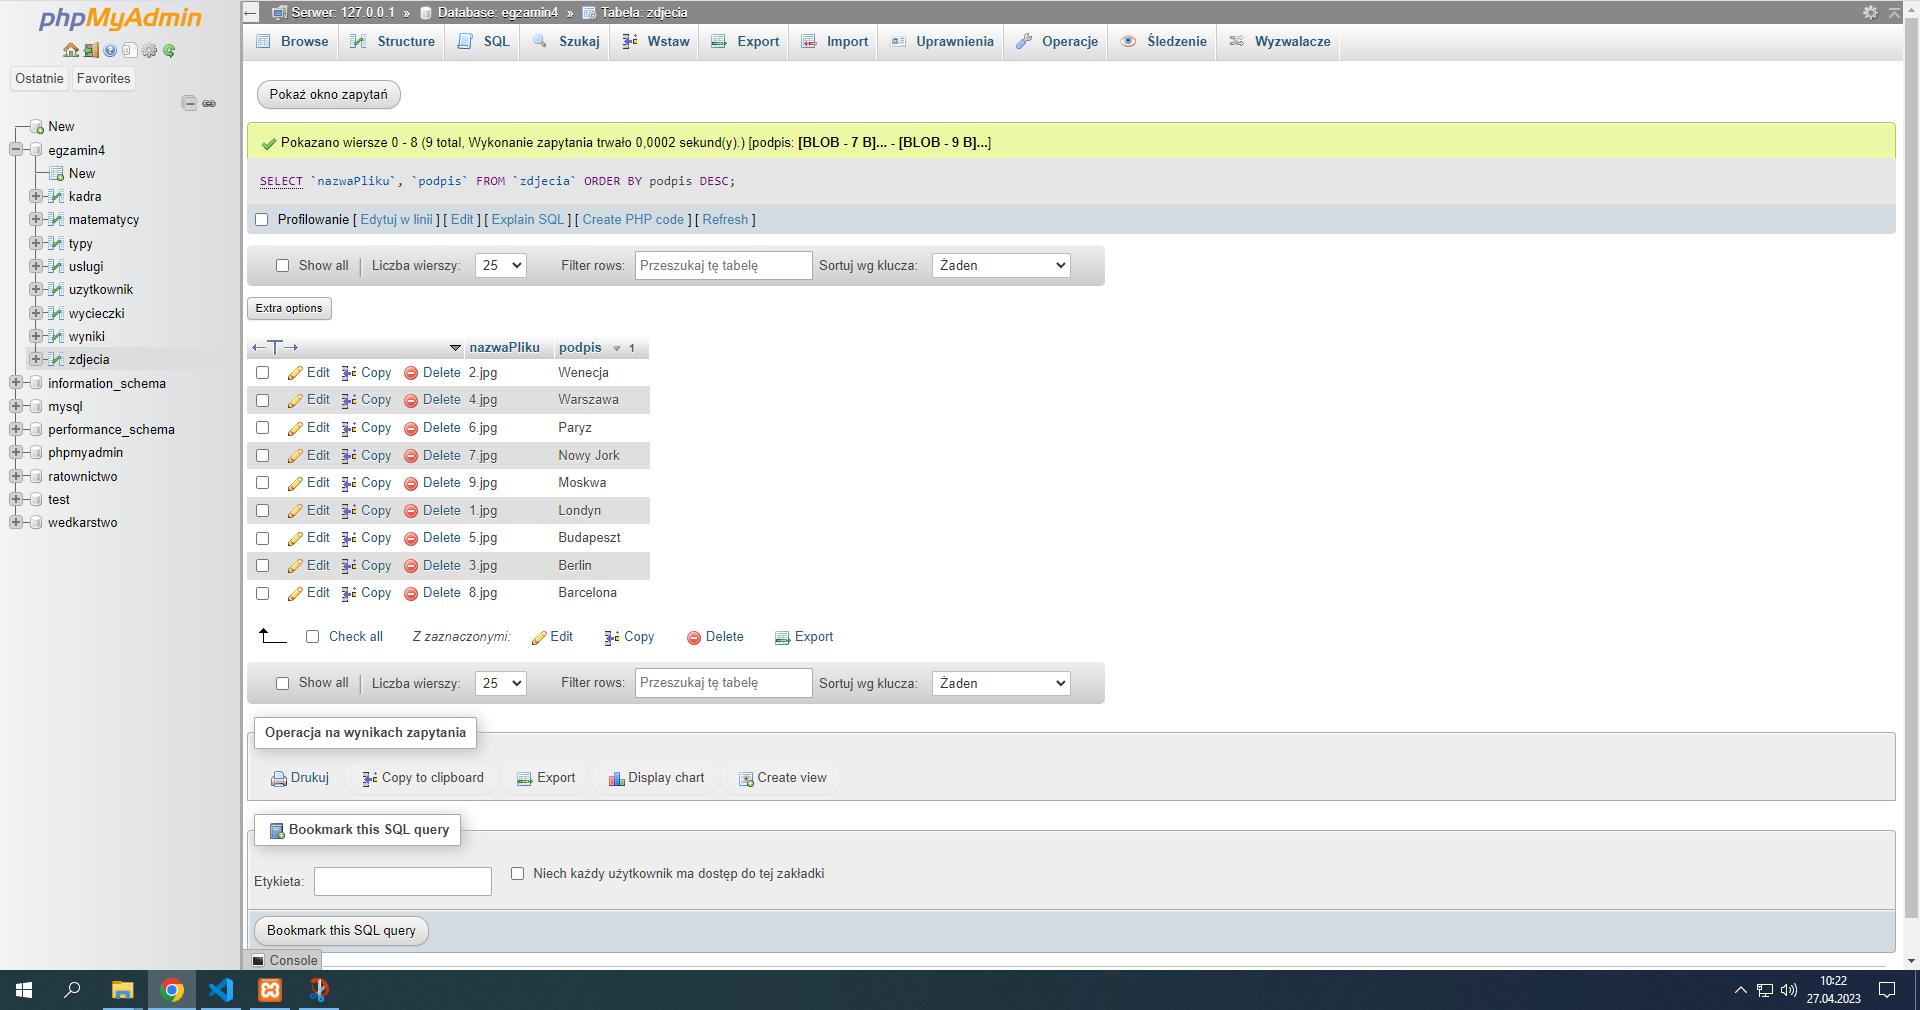 phpMyAdmin
Ostatnie Favorites
New
egzamin4
New
kadra
matematycy
typy
uslugi
uzytkownik
wycieczki
wyniki
zdjecia
information_schema
mysql
performance_schema
phpmyadmin
ratownictwo
test
wedkarstwo
Serwer: 127.0.0.1 » Database: egzamin4 » Tabela: zdjecia
Browse Structure SQL Szukaj Wstaw Export Import Uprawnienia Operacje Śledzenie Wyzwalacze
Pokaż okno zapytań
Pokazano wiersze 0 - 8 (9 total, Wykonanie zapytania trwało 0,0002 sekund(y).) [podpis: [BLOB - 7 B]... - [BLOB - 9 B]...]
SELECT `nazwaPliku`, `podpis` FROM `zdjecia` ORDER BY podpis DESC;
Profilowanie [ Edytuj w linii ] [ Edit ] [ Explain SQL ] [ Create PHP code ] [ Refresh ]
Show all Liczba wierszy: 25 Filter rows: Przeszukaj tę tabelę Sortuj wg klucza: Żaden
Extra options
←T→ nazwaPliku podpis 1
Edit Copy Delete 2.jpg Wenecja
Edit Copy Delete 4.jpg Warszawa
Edit Copy Delete 6.jpg Paryz
Edit Copy Delete 7.jpg Nowy Jork
Edit Copy Delete 9.jpg Moskwa
Edit Copy Delete 1.jpg Londyn
Edit Copy Delete 5.jpg Budapeszt
Edit Copy Delete 3.jpg Berlin
Edit Copy Delete 8.jpg Barcelona
Check all Z zaznaczonymi: Edit Copy Delete Export
Show all Liczba wierszy: 25 Filter rows: Przeszukaj tę tabelę Sortuj wg klucza: Żaden
Operacja na wynikach zapytania
Drukuj Copy to clipboard Export Display chart Create view
Bookmark this SQL query
Etykieta: Niech każdy użytkownik ma dostęp do tej zakładki
Bookmark this SQL query
Console
10:22
27.04.2023